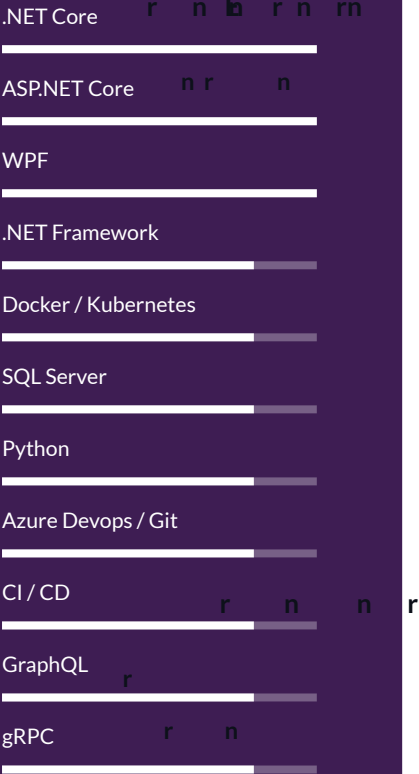 .NET Core
ASP.NET Core
WPF
.NET Framework
Docker / Kubernetes
SQL Server
Python
Azure Devops / Git
CI / CD
GraphQL
gRPC